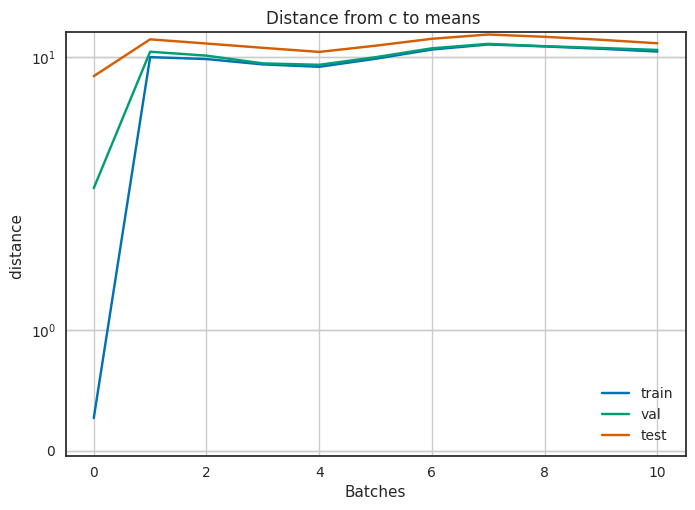 Distance from c to means
distance
10¹
10⁰
0
train
val
test
0 2 4 6 8 10
Batches